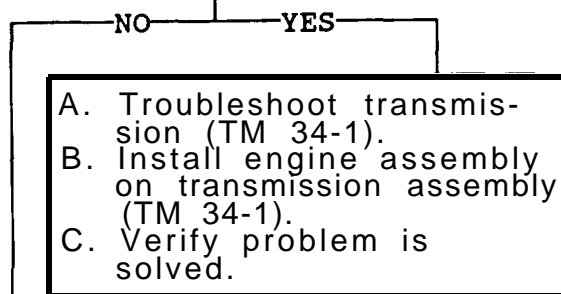 NO YES
A. Troubleshoot transmis-
sion (TM 34-1).
B. Install engine assembly
on transmission assembly
(TM 34-1).
C. Verify problem is
solved.